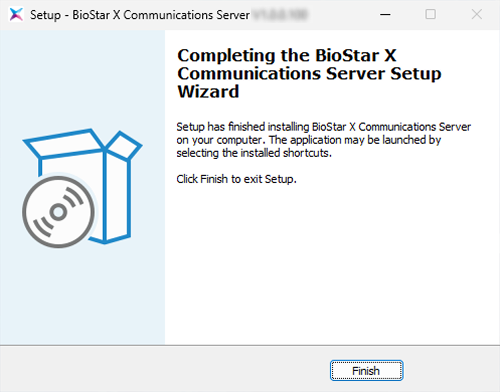 Setup - BioStar X Communications Server
Completing the BioStar X
Communications Server Setup
Wizard
Setup has finished installing BioStar X Communications Server
on your computer. The application may be launched by
selecting the installed shortcuts.
Click Finish to exit Setup.
Finish